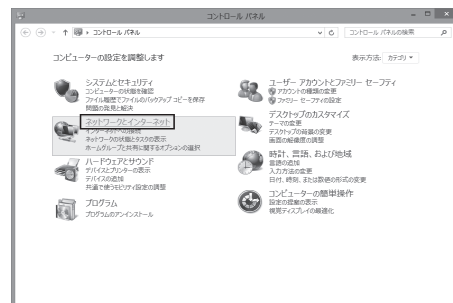 コントロール パネル
コントロール パネル
コントロール パネルの検索
コンピューターの設定を調整します
表示方法: カテゴリ
システムとセキュリティ
コンピューターの状態を確認
ファイル履歴でファイルのバックアップ コピーを保存
問題の発見と解決
ネットワークとインターネット
インターネットへの接続
ネットワークの状態とタスクの表示
ホームグループと共有に関するオプションの選択
ハードウェアとサウンド
デバイスとプリンターの表示
デバイスの追加
共通で使うモビリティ設定の調整
プログラム
プログラムのアンインストール
ユーザー アカウントとファミリー セーフティ
アカウントの種類の変更
ファミリー セーフティの設定
デスクトップのカスタマイズ
テーマの変更
デスクトップの背景の変更
画面の解像度の調整
時計、言語、および地域
言語の追加
入力方法の変更
日付、時刻、または数値の形式の変更
コンピューターの簡単操作
設定の提案の表示
視覚ディスプレイの最適化